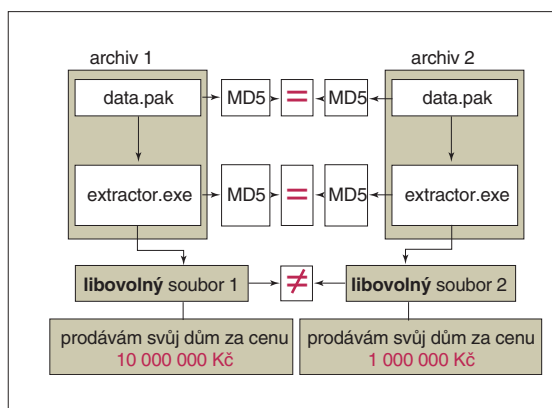 archiv 1 archiv 2
data.pak MD5 = MD5 data.pak
extractor.exe MD5 = MD5 extractor.exe
libovolný soubor 1 ≠ libovolný soubor 2
prodávám svůj dům za cenu
10 000 000 Kč
prodávám svůj dům za cenu
1 000 000 Kč